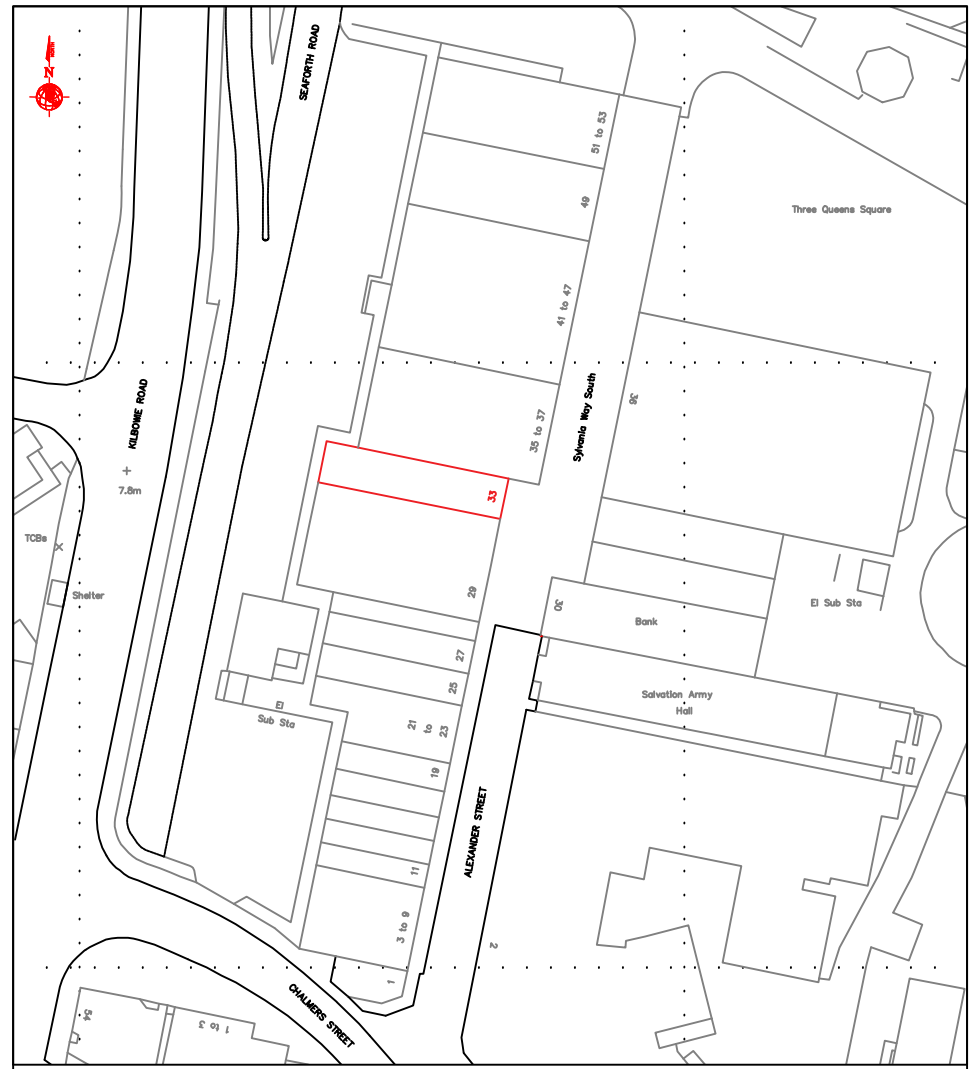 NORTH
N
SEAFORTH ROAD
51 to 53
49
Three Queens Square
41 to 47
KILBOWIE ROAD
Sylvania Way South
36
35 to 37
7.8m
33
TCBs
Shelter
29
30
El Sub Sta
Bank
27
25
Salvation Army
Hall
El
Sub Sta
21
to
23
19
ALEXANDER STREET
11
3 to 9
2
1
CHALMERS STREET
54
1 to 3